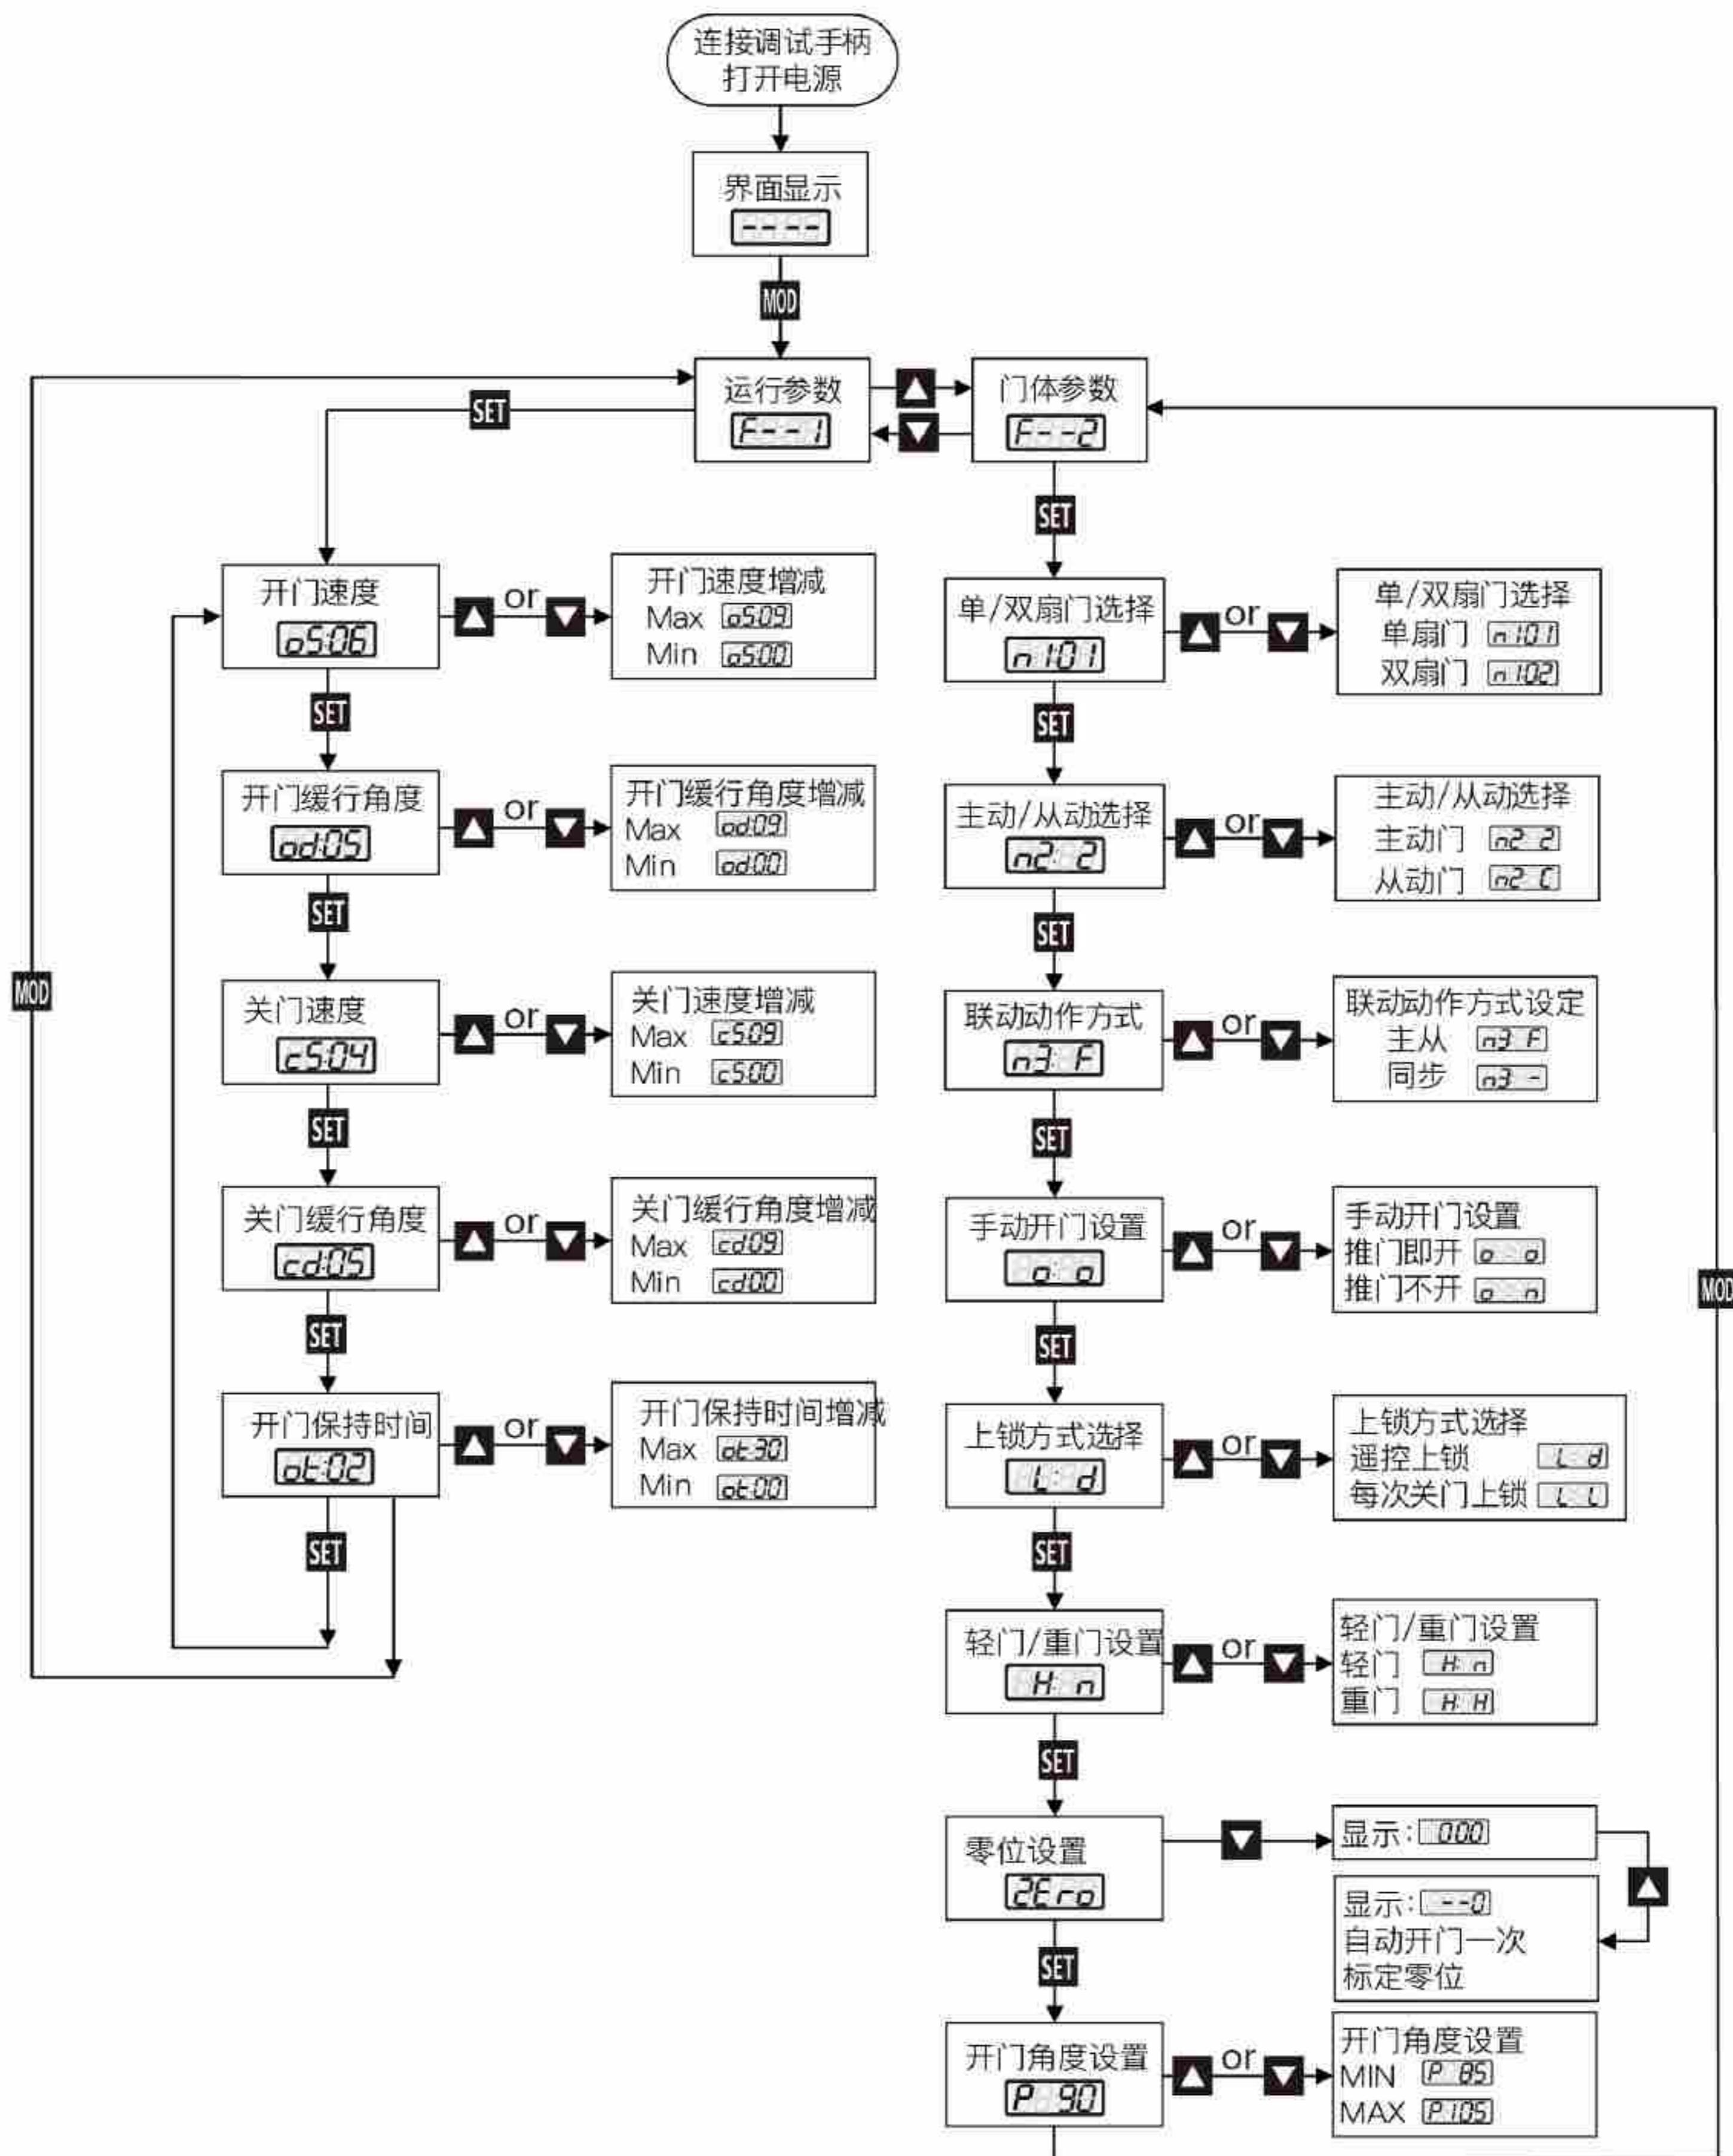 连接调试手柄
打开电源
界面显示
----
MOD
运行参数
F--1
门体参数
F--2
SET
SET
开门速度
oS:06
or
开门速度增减
Max oS:09
Min oS:00
SET
开门缓行角度
od:05
or
开门缓行角度增减
Max od:09
Min od:00
SET
关门速度
cS:04
or
关门速度增减
Max cS:09
Min cS:00
SET
关门缓行角度
cd:05
or
关门缓行角度增减
Max cd:09
Min cd:00
SET
开门保持时间
ot:02
or
开门保持时间增减
Max ot:30
Min ot:00
SET
MOD
单/双扇门选择
n1:01
or
单/双扇门选择
单扇门 n1:01
双扇门 n1:02
SET
主动/从动选择
n2: 2
or
主动/从动选择
主动门 n2: 2
从动门 n2: C
SET
联动动作方式
n3: F
or
联动动作方式设定
主从 n3: F
同步 n3: -
SET
手动开门设置
o: o
or
手动开门设置
推门即开 o: o
推门不开 o: n
SET
上锁方式选择
L: d
or
上锁方式选择
遥控上锁 L: d
每次关门上锁 L: L
SET
轻门/重门设置
H: n
or
轻门/重门设置
轻门 H: n
重门 H: H
SET
零位设置
2Ero
显示: 000
显示: --0
自动开门一次
标定零位
SET
开门角度设置
P 90
or
开门角度设置
MIN P 85
MAX P:105
MOD